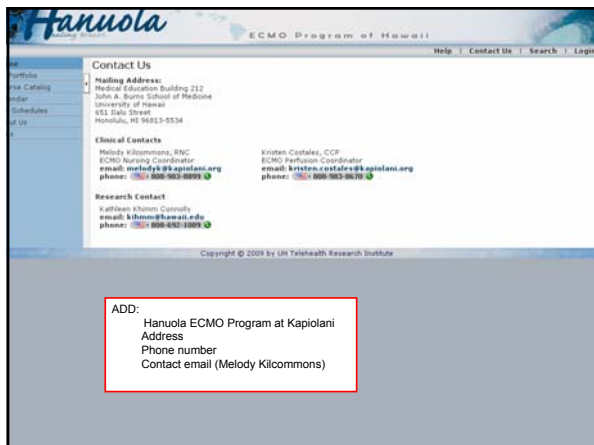 Hanuola
ECMO Program of Hawaii
Help | Contact Us | Search | Login
Portfolio
Catalog
Schedules
Contact Us
Mailing Address:
Medical Education Building 212
John A. Burns School of Medicine
University of Hawaii
651 Ilalo Street
Honolulu, HI 96813-5534
Clinical Contacts
Melody Kilcommons, RNC
ECMO Nursing Coordinator
email: melodyk@kapiolani.org
phone: 808-983-8899
Kristen Costales, CCP
ECMO Perfusion Coordinator
email: kristen.costales@kapiolani.org
phone: 808-983-8670
Research Contact
Kathleen Kihmm Connolly
email: kihmm@hawaii.edu
phone: 808-692-1089
Copyright © 2009 by UH Telehealth Research Institute
ADD:
Hanuola ECMO Program at Kapiolani
Address
Phone number
Contact email (Melody Kilcommons)